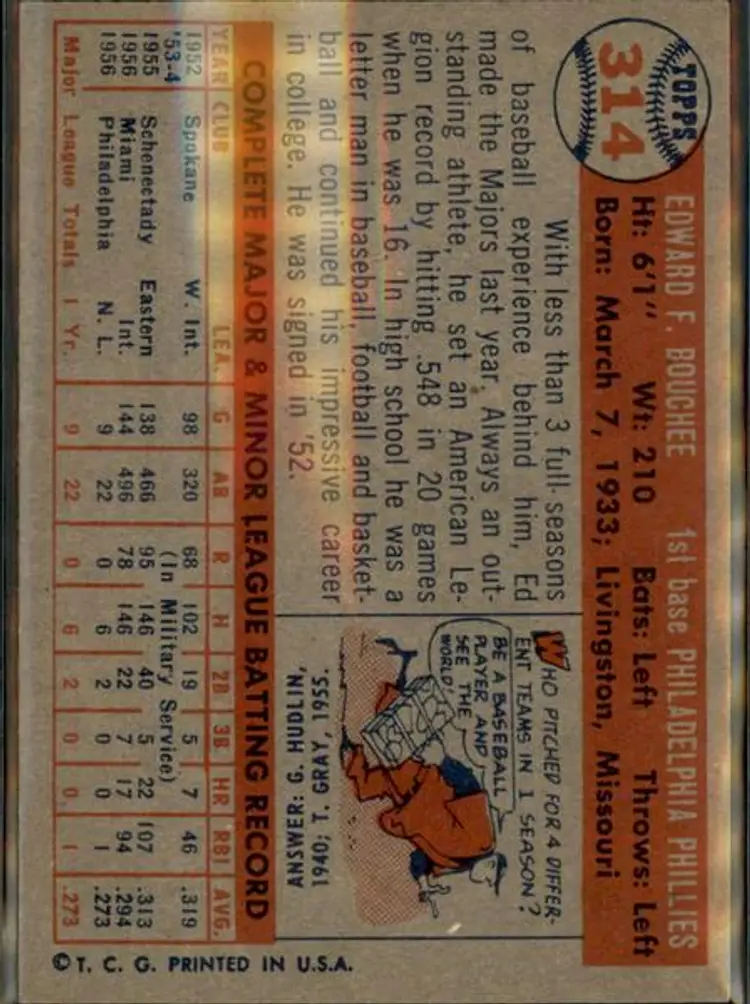 TOPPS
314
EDWARD F. BOUCHEE 1st base PHILADELPHIA PHILLIES
Ht: 6'1" Wt: 210 Bats: Left Throws: Left
Born: March 7, 1933; Livingston, Missouri
With less than 3 full seasons
of baseball experience behind him, Ed
made the Majors last year. Always an out-
standing athlete, he set an American Le-
gion record by hitting .548 in 20 games
when he was 16. In high school he was a
letter man in baseball, football and basket-
ball and continued his impressive career
in college. He was signed in '52.
WHO PITCHED FOR 4 DIFFER-
ENT TEAMS IN 1 SEASON?
BE A BASEBALL
PLAYER AND
SEE THE
WORLD!
ANSWER: G. HUDLIN,
1940; T. GRAY, 1955.
COMPLETE MAJOR & MINOR LEAGUE BATTING RECORD
YEAR CLUB LEA. G AB R H 2B 3B HR RBI AVG.
1952 Spokane W. Int. 98 320 68 102 19 5 7 46 .319
'53-4 (In Military Service)
1955 Schenectady Eastern 138 466 95 146 40 5 22 107 .313
1956 Miami Int. 144 496 78 146 22 7 17 94 .294
1956 Philadelphia N. L. 9 22 0 6 2 0 0 1 .273
Major League Totals 1 Yr. 9 22 0 6 2 0 0 1 .273
© T. C. G. PRINTED IN U.S.A.